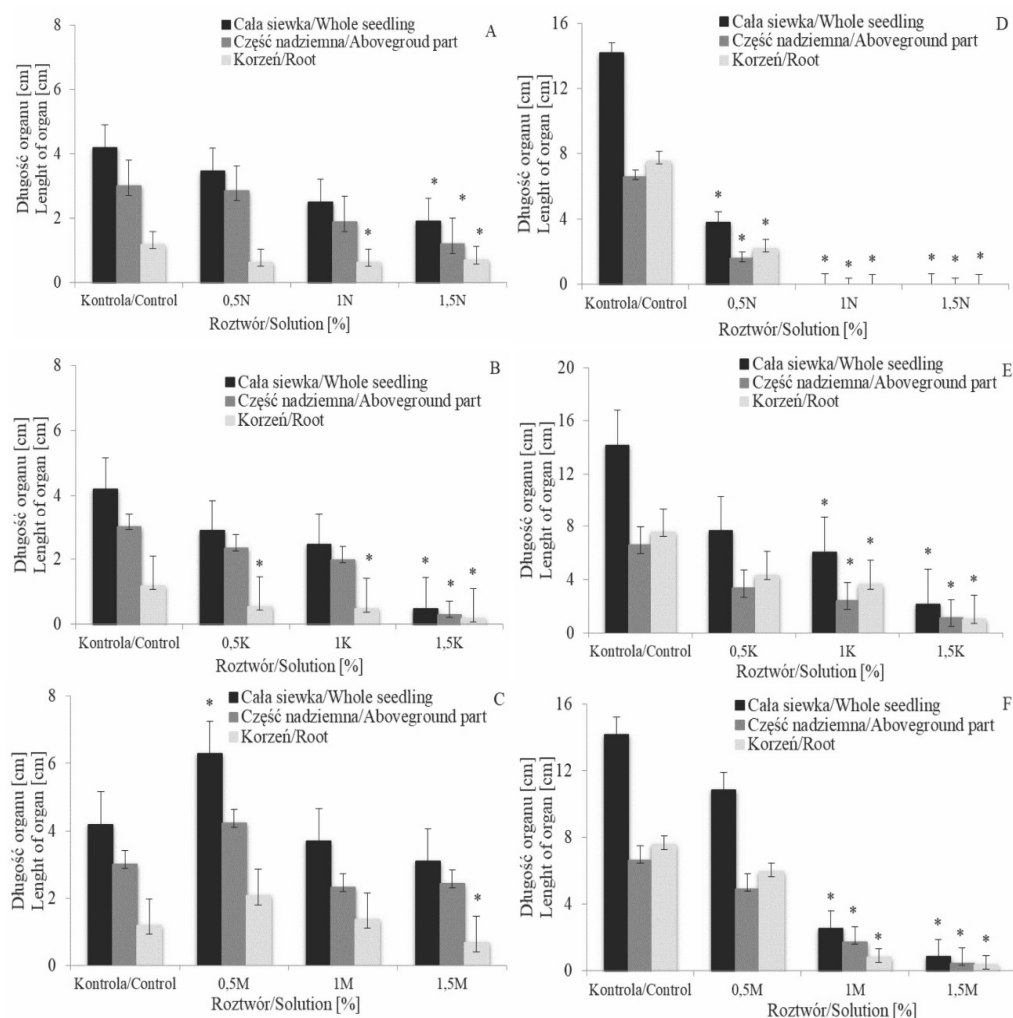 A
Cała siewka/Whole seedling
Część nadziemna/Abovegroud part
Korzeń/Root
Długość organu [cm]
Lenght of organ [cm]
8
6
4
2
0
Kontrola/Control 0,5N 1N 1,5N
* * * *
Roztwór/Solution [%]
D
Cała siewka/Whole seedling
Część nadziemna/Aboveground part
Korzeń/Root
Długość organu [cm]
Lenght of organ [cm]
16
12
8
4
0
* * * * * * * * *
Kontrola/Control 0,5N 1N 1,5N
Roztwór/Solution [%]
B
Cała siewka/Whole seedling
Część nadziemna/Aboveground part
Korzeń/Root
Długość organu [cm]
Lenght of organ [cm]
8
6
4
2
0
* * * * *
Kontrola/Control 0,5K 1K 1,5K
Roztwór/Solution [%]
E
Cała siewka/Whole seedling
Część nadziemna/Aboveground part
Korzeń/Root
Długość organu [cm]
Lenght of organ [cm]
20
16
12
8
4
0
* * * * * *
Kontrola/Control 0,5K 1K 1,5K
Roztwór/Solution [%]
C
Cała siewka/Whole seedling
Część nadziemna/Aboveground part
Korzeń/Root
Długość organu [cm]
Lenght of organ [cm]
8
6
4
2
0
* *
Kontrola/Control 0,5M 1M 1,5M
Roztwór/Solution [%]
F
Cała siewka/Whole seedling
Część nadziemna/Aboveground part
Korzeń/Root
Długość organu [cm]
Lenght of organ [cm]
16
12
8
4
0
* * * * * *
Kontrola/Control 0,5M 1M 1,5M
Roztwór/Solution [%]